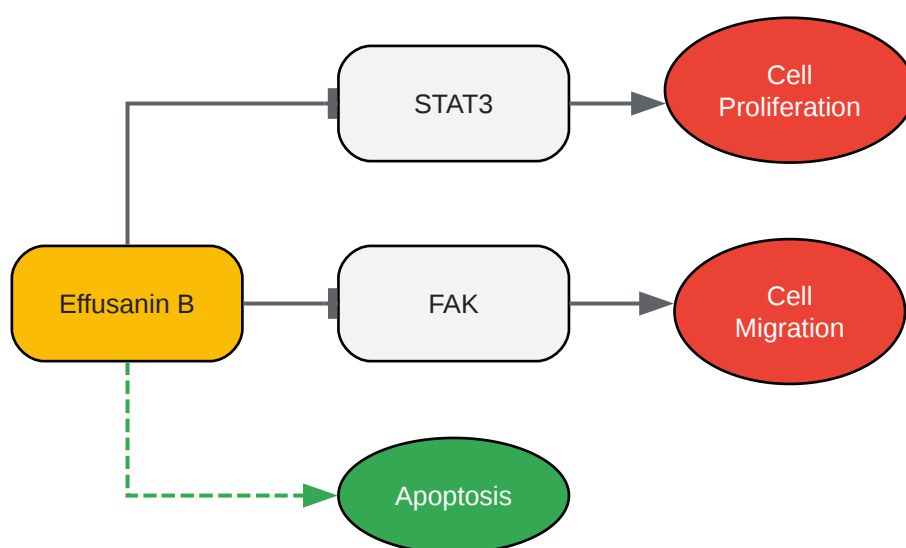 Cell
Proliferation
STAT3
Effusanin B
FAK
Cell
Migration
Apoptosis